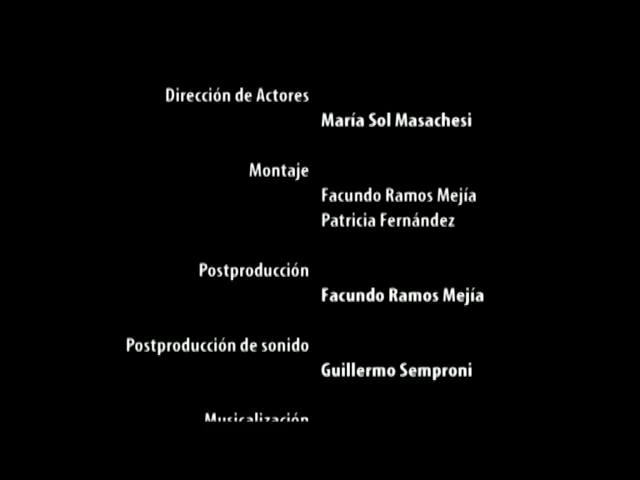 Dirección de Actores
María Sol Masachesi
Montaje
Facundo Ramos Mejía
Patricia Fernández
Postproducción
Facundo Ramos Mejía
Postproducción de sonido
Guillermo Semproni
Musicalización